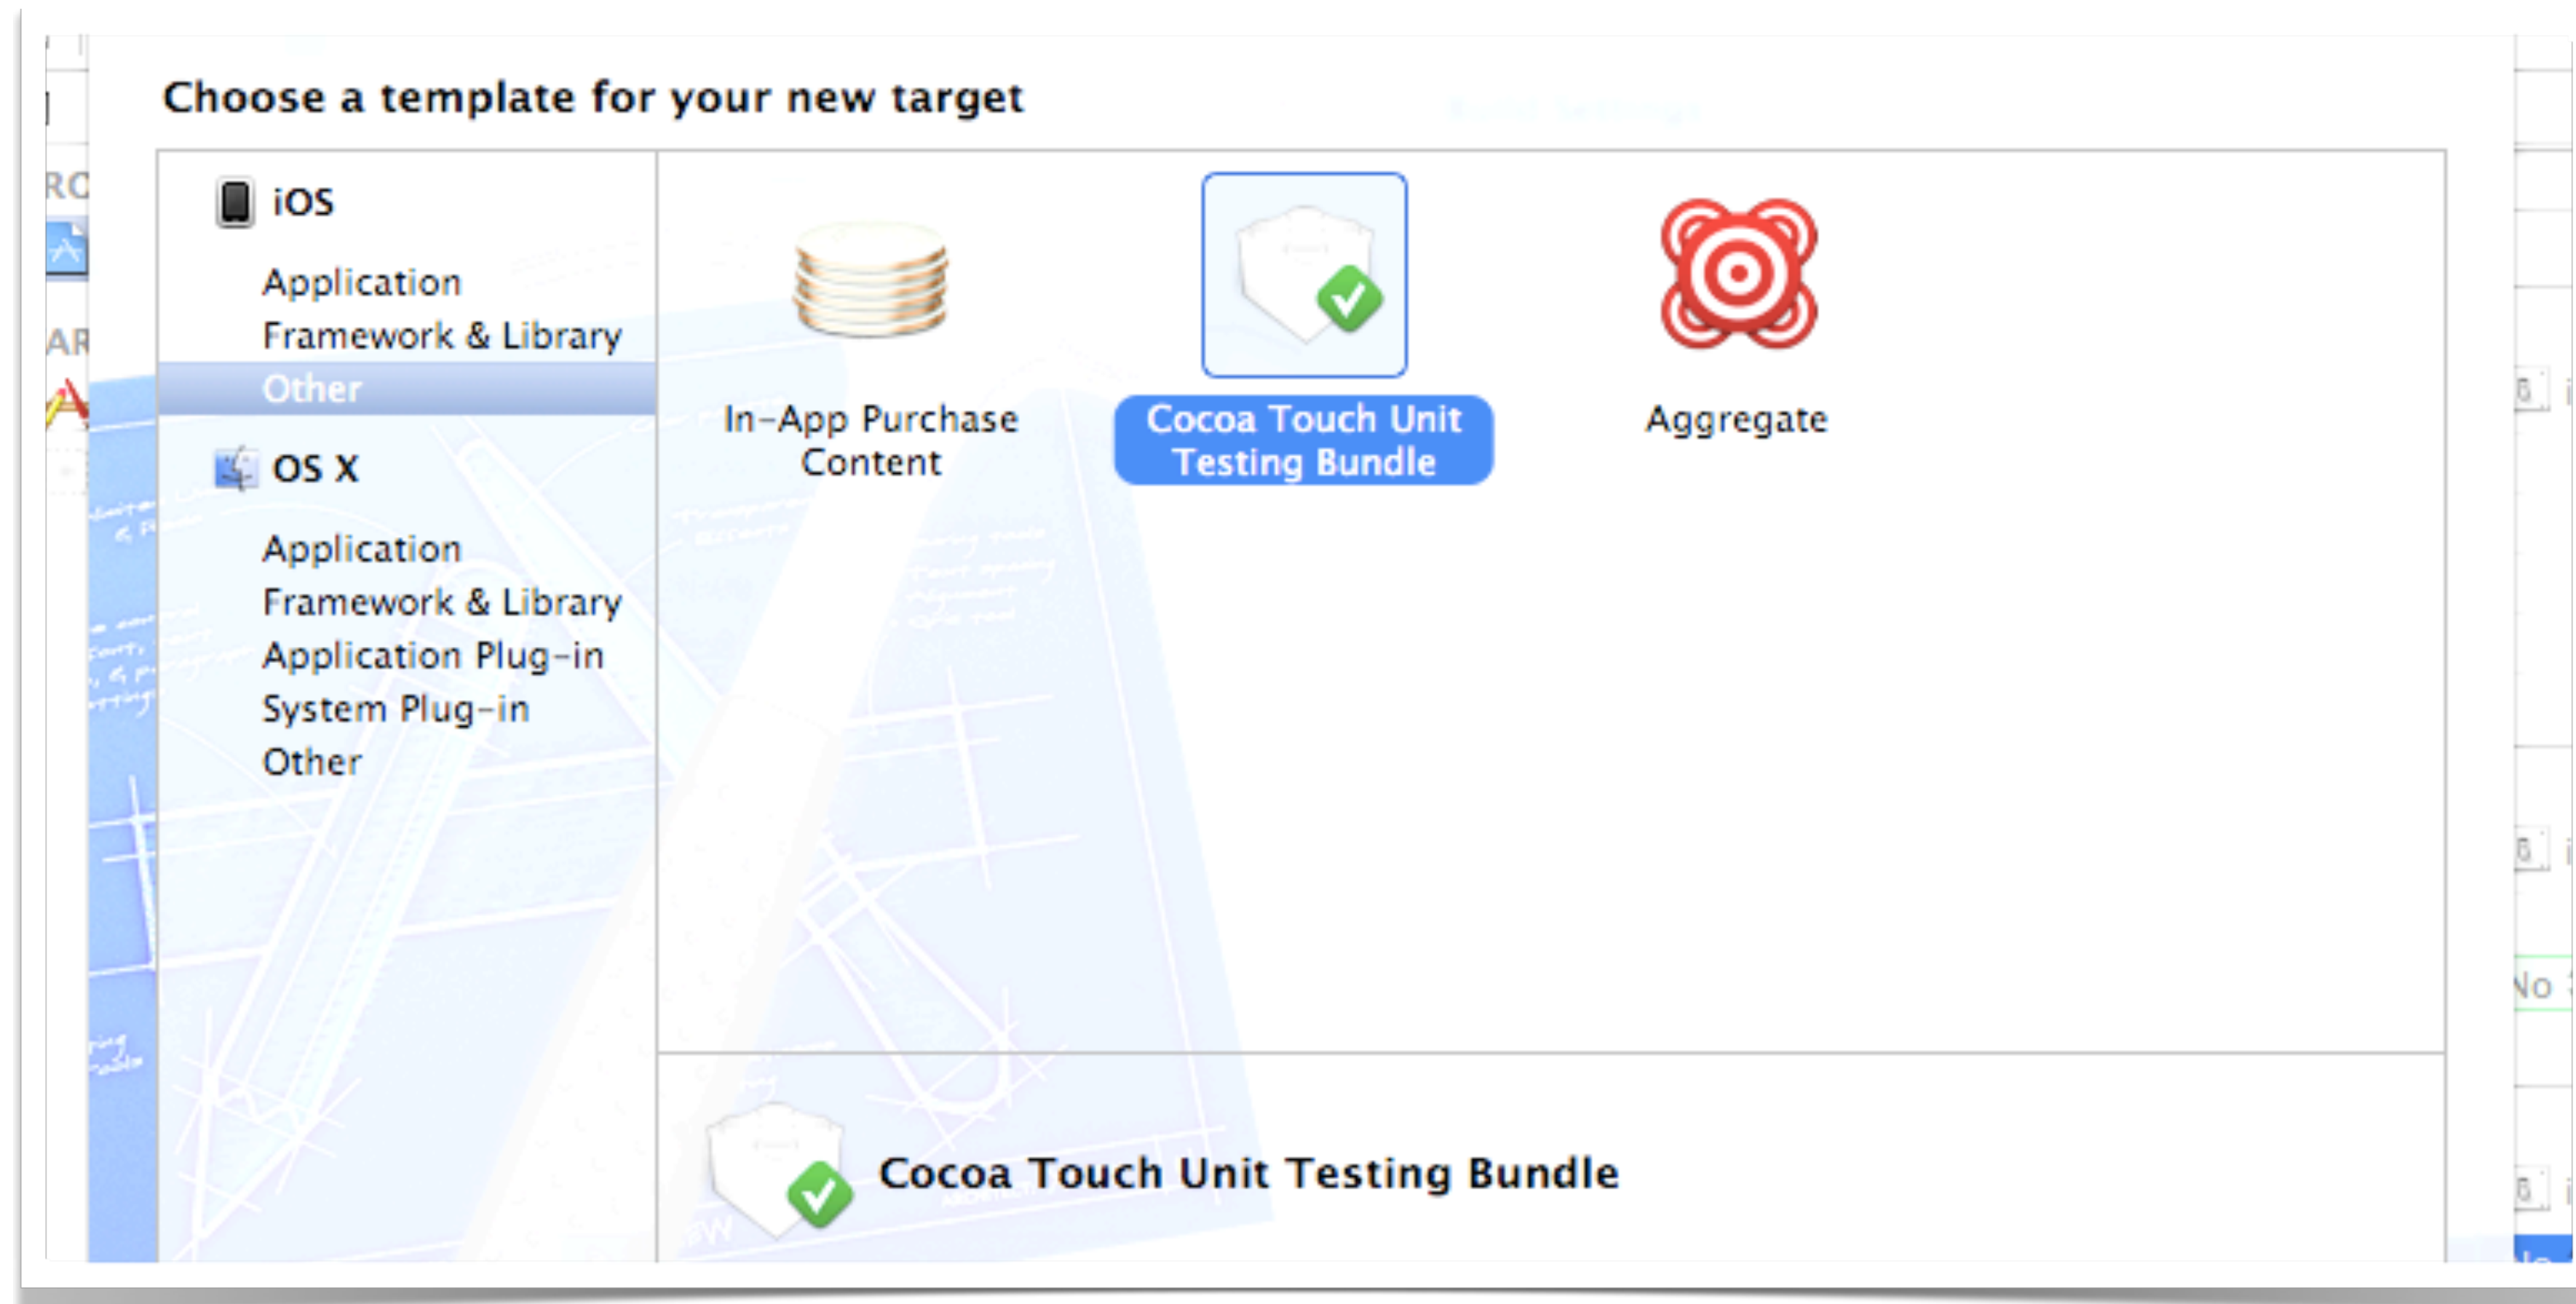 Choose a template for your new target
iOS
Application
Framework & Library
Other
OS X
Application
Framework & Library
Application Plug-in
System Plug-in
Other
In-App Purchase
Content
Cocoa Touch Unit
Testing Bundle
Aggregate
Cocoa Touch Unit Testing Bundle
No